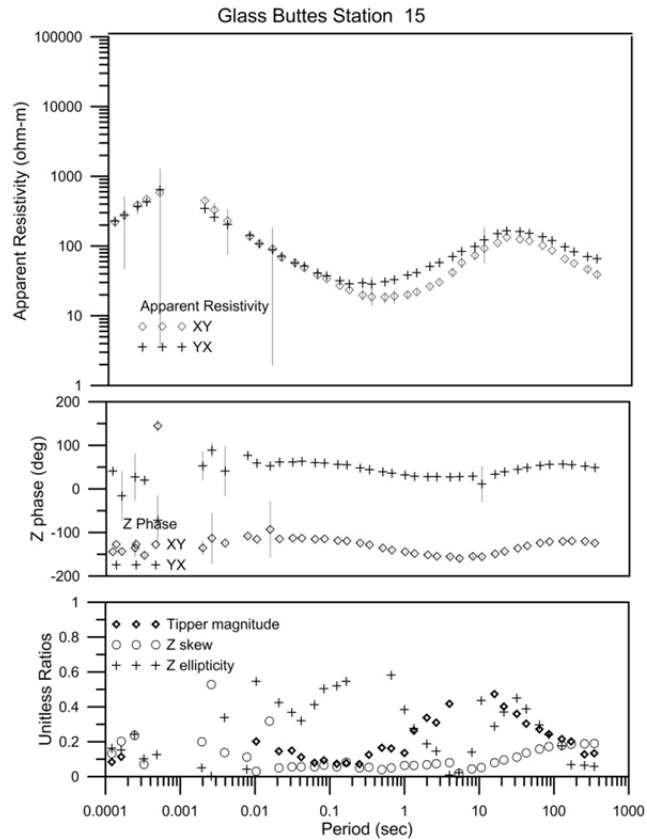 Glass Buttes Station 15
100000
10000
1000
100
10
1
Apparent Resistivity (ohm-m)
Apparent Resistivity
XY
YX
200
100
0
-100
-200
Z phase (deg)
Z Phase
XY
YX
1
0.8
0.6
0.4
0.2
0
Unitless Ratios
Tipper magnitude
Z skew
Z ellipticity
0.0001 0.001 0.01 0.1 1 10 100 1000
Period (sec)